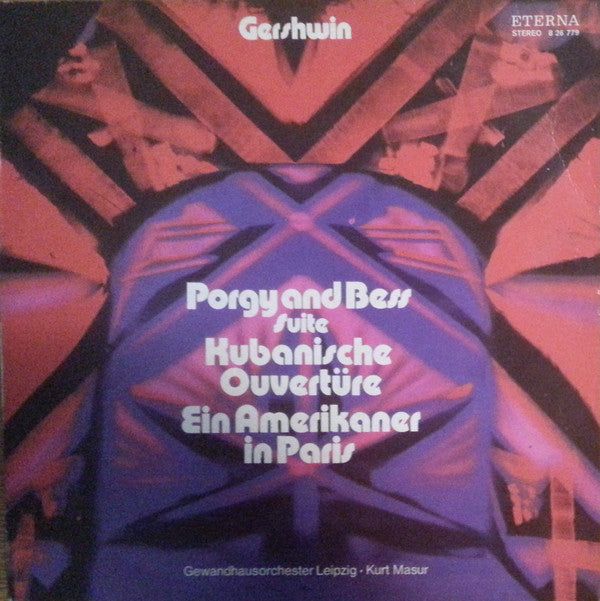 Gershwin
ETERNA
STEREO 8 26 779
Porgy and Bess
Suite
Kubanische
Ouvertüre
Ein Amerikaner
in Paris
Gewandhausorchester Leipzig · Kurt Masur